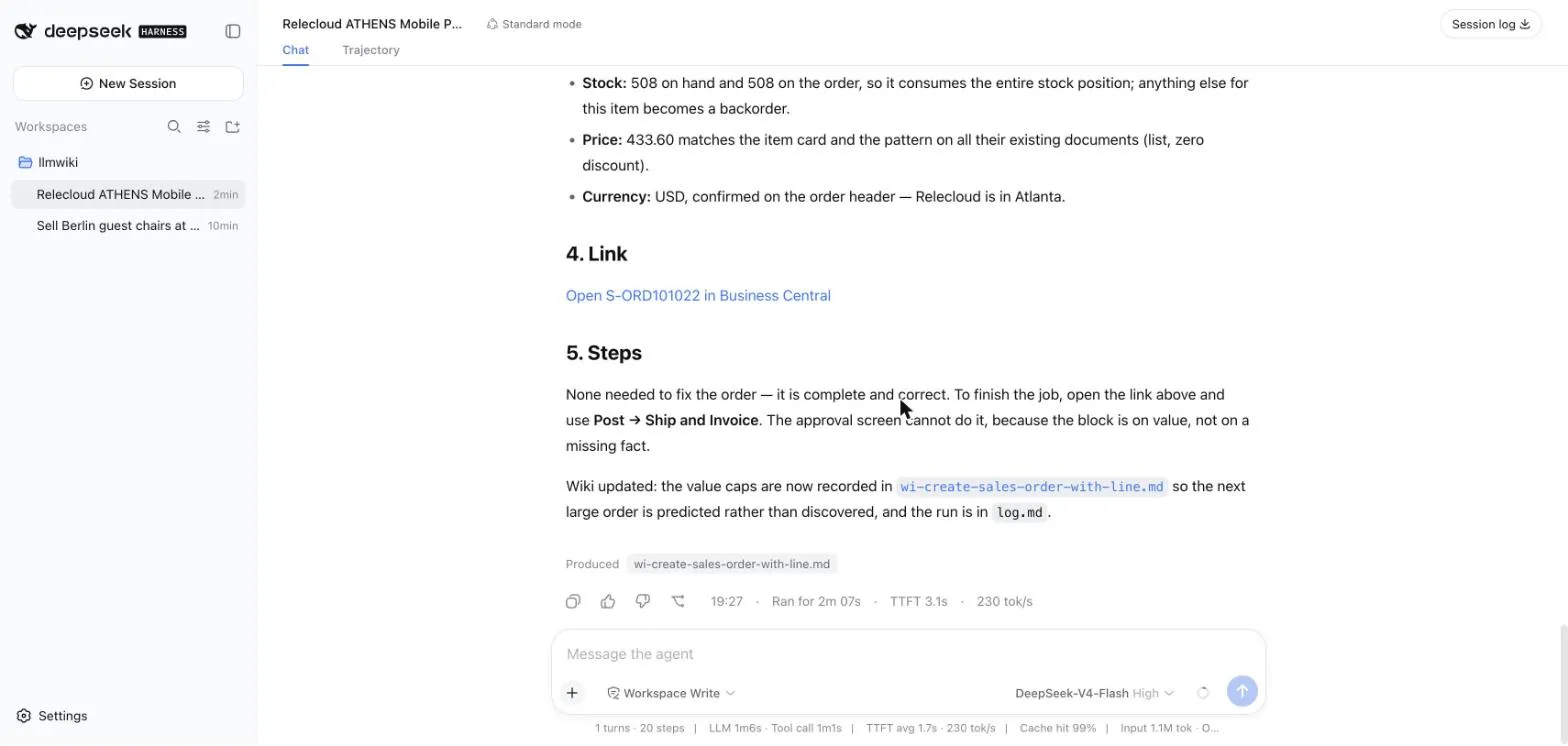 deepseek HARNESS
New Session
Workspaces
llmwiki
Relecloud ATHENS Mobile ... 2min
Sell Berlin guest chairs at ... 10min
Settings
Relecloud ATHENS Mobile P... Standard mode
Session log
Chat Trajectory
• Stock: 508 on hand and 508 on the order, so it consumes the entire stock position; anything else for
this item becomes a backorder.
• Price: 433.60 matches the item card and the pattern on all their existing documents (list, zero
discount).
• Currency: USD, confirmed on the order header — Relecloud is in Atlanta.
4. Link
Open S-ORD101022 in Business Central
5. Steps
None needed to fix the order — it is complete and correct. To finish the job, open the link above and
use Post → Ship and Invoice. The approval screen cannot do it, because the block is on value, not on a
missing fact.
Wiki updated: the value caps are now recorded in wi-create-sales-order-with-line.md so the next
large order is predicted rather than discovered, and the run is in log.md.
Produced wi-create-sales-order-with-line.md
19:27 · Ran for 2m 07s · TTFT 3.1s · 230 tok/s
Message the agent
Workspace Write DeepSeek-V4-Flash High
1 turns · 20 steps | LLM 1m6s · Tool call 1m1s | TTFT avg 1.7s · 230 tok/s | Cache hit 99% | Input 1.1M tok · O...